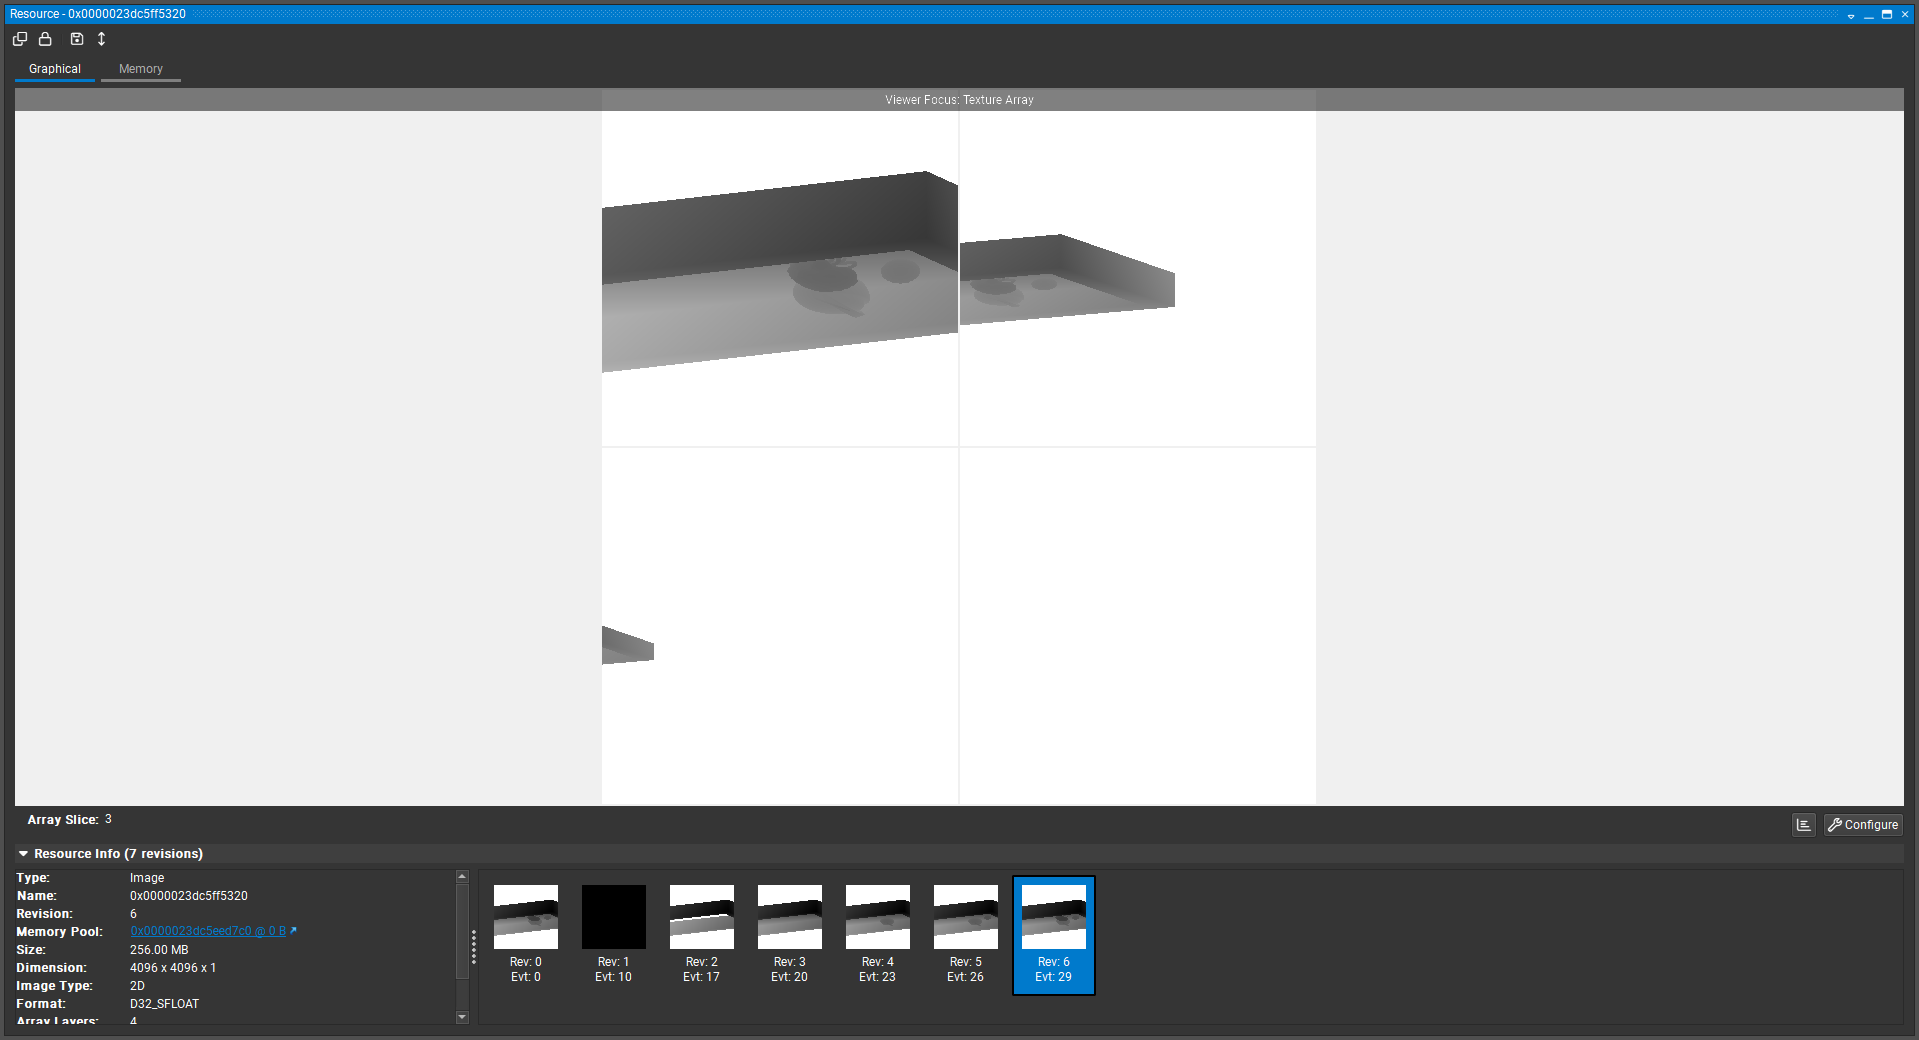 Resource - 0x0000023dc5ff5320
Graphical
Memory
Viewer Focus: Texture Array
Array Slice: 3
Configure
Resource Info (7 revisions)
Type: Image
Name: 0x0000023dc5ff5320
Revision: 6
Memory Pool: 0x0000023dc5eed7c0 @ 0 B
Size: 256.00 MB
Dimension: 4096 x 4096 x 1
Image Type: 2D
Format: D32_SFLOAT
Array Layers: 4
Rev: 0
Evt: 0
Rev: 1
Evt: 10
Rev: 2
Evt: 17
Rev: 3
Evt: 20
Rev: 4
Evt: 23
Rev: 5
Evt: 26
Rev: 6
Evt: 29